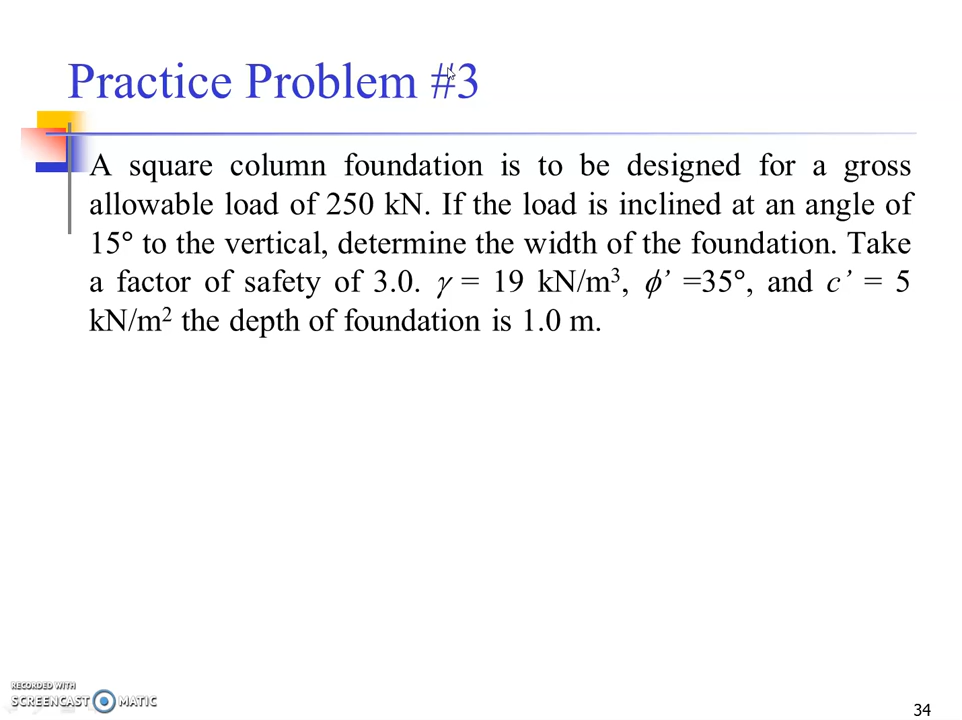 Practice Problem #3
A square column foundation is to be designed for a gross
allowable load of 250 kN. If the load is inclined at an angle of
15° to the vertical, determine the width of the foundation. Take
a factor of safety of 3.0. γ = 19 kN/m³, ϕ’ =35°, and c’ = 5
kN/m² the depth of foundation is 1.0 m.
RECORDED WITH
SCREENCAST MATIC
34